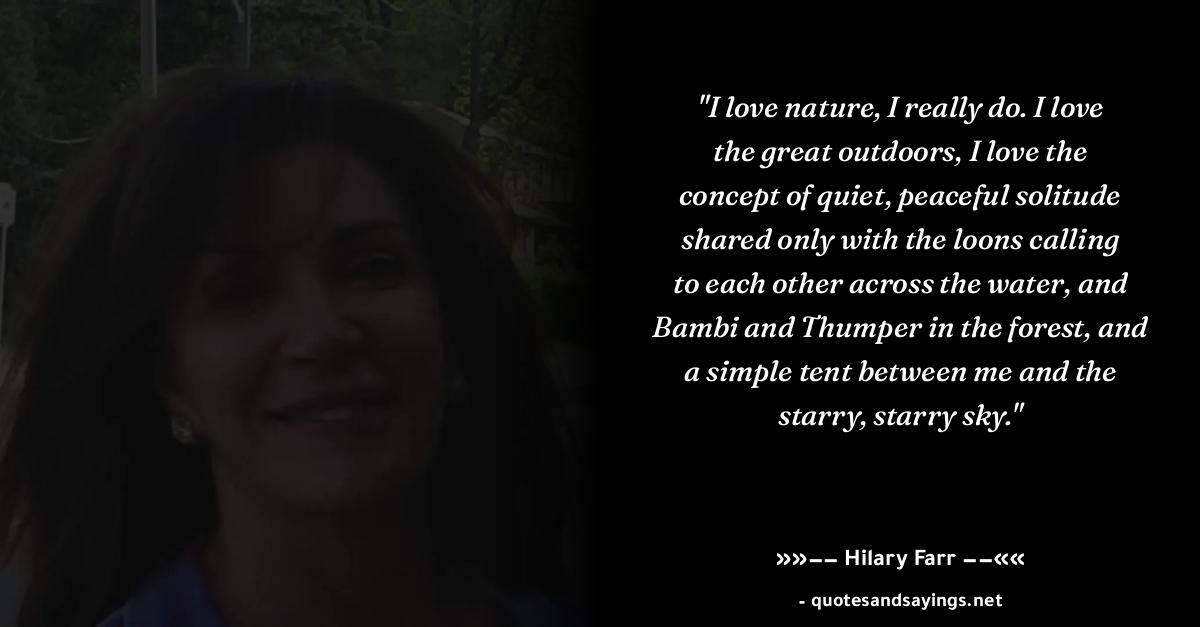 "I love nature, I really do. I love
the great outdoors, I love the
concept of quiet, peaceful solitude
shared only with the loons calling
to each other across the water, and
Bambi and Thumper in the forest, and
a simple tent between me and the
starry, starry sky."
»»–– Hilary Farr ––««
- quotesandsayings.net